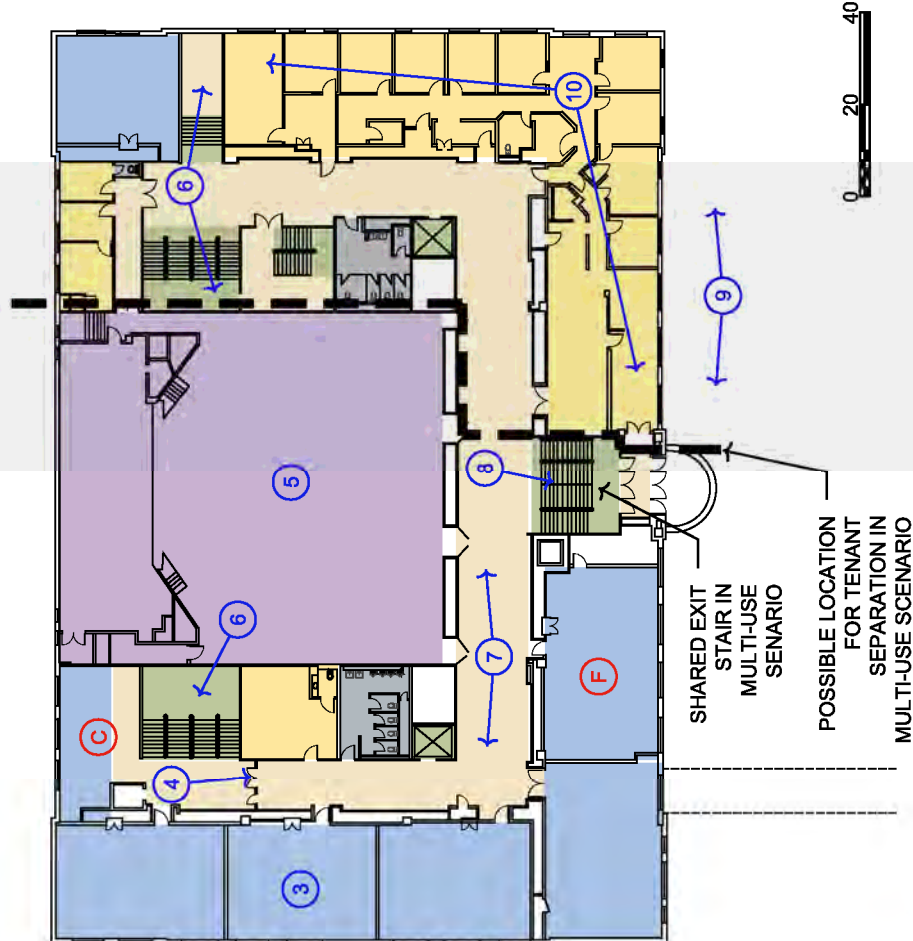 40
20
0
6
10
9
5
8
6
7
C
4
F
3
SHARED EXIT
STAIR IN
MULTI-USE
SENARIO
POSSIBLE LOCATION
FOR TENANT
SEPARATION IN
MULTI-USE SCENARIO